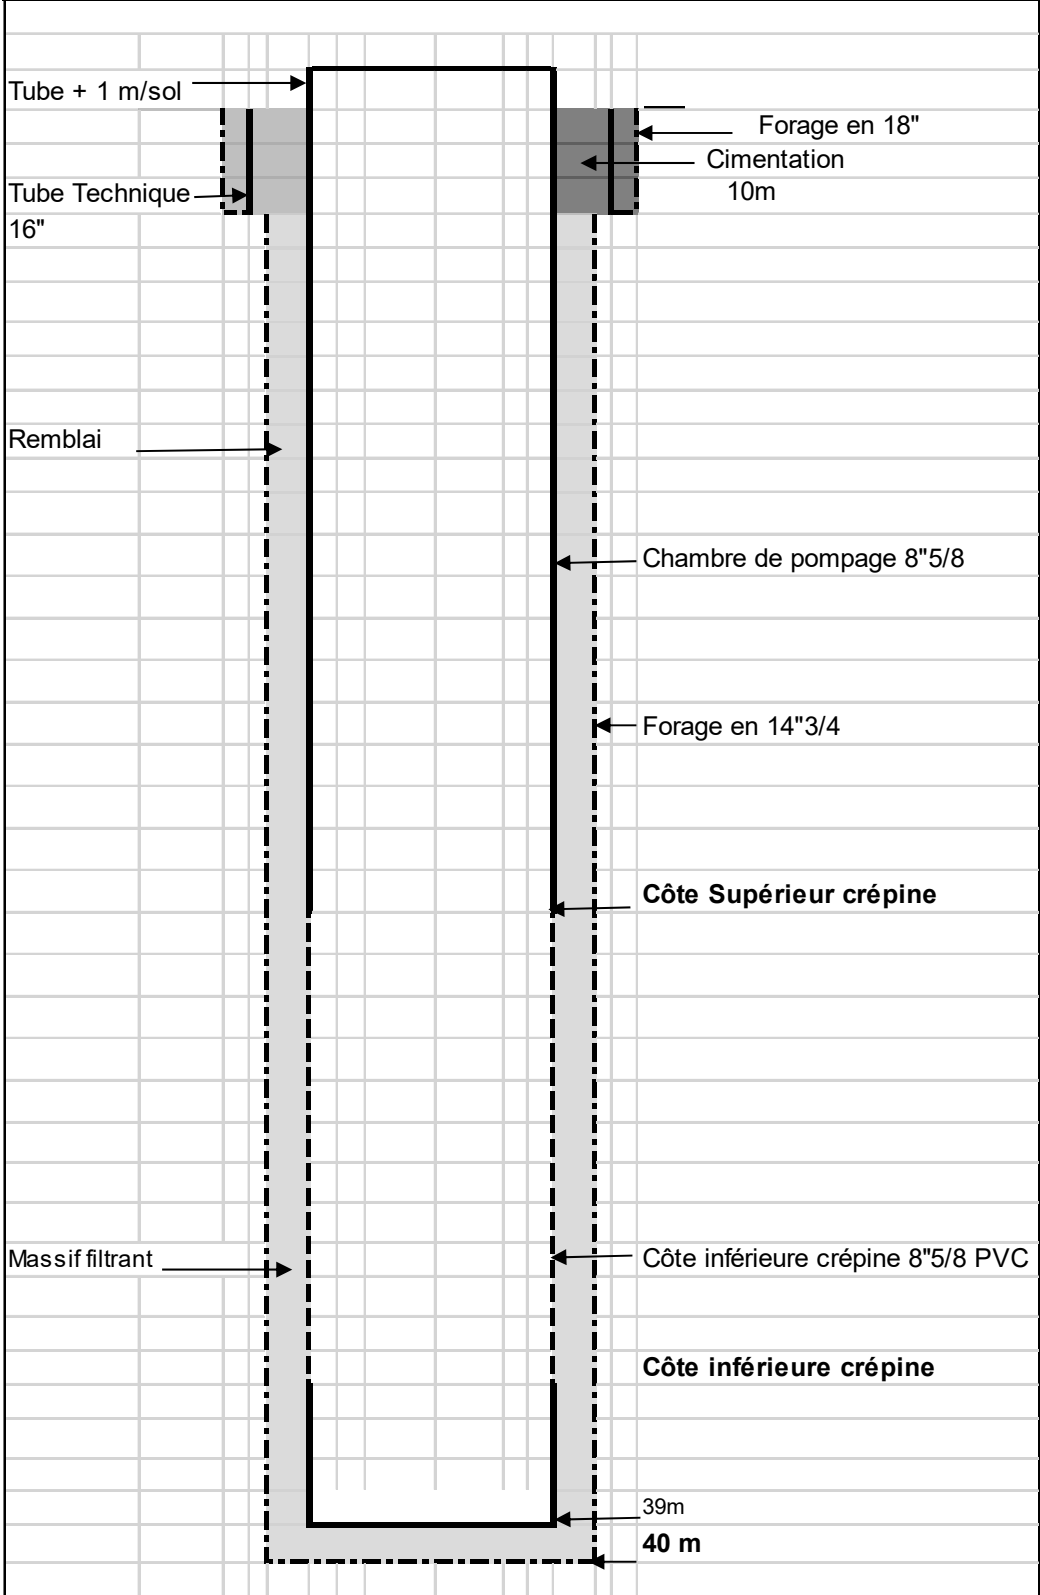 Tube + 1 m/sol
Forage en 18"
Cimentation
10m
Tube Technique
16"
Remblai
Chambre de pompage 8"5/8
Forage en 14"3/4
Côte Supérieur crépine
Massif filtrant
Côte inférieure crépine 8"5/8 PVC
Côte inférieure crépine
39m
40 m